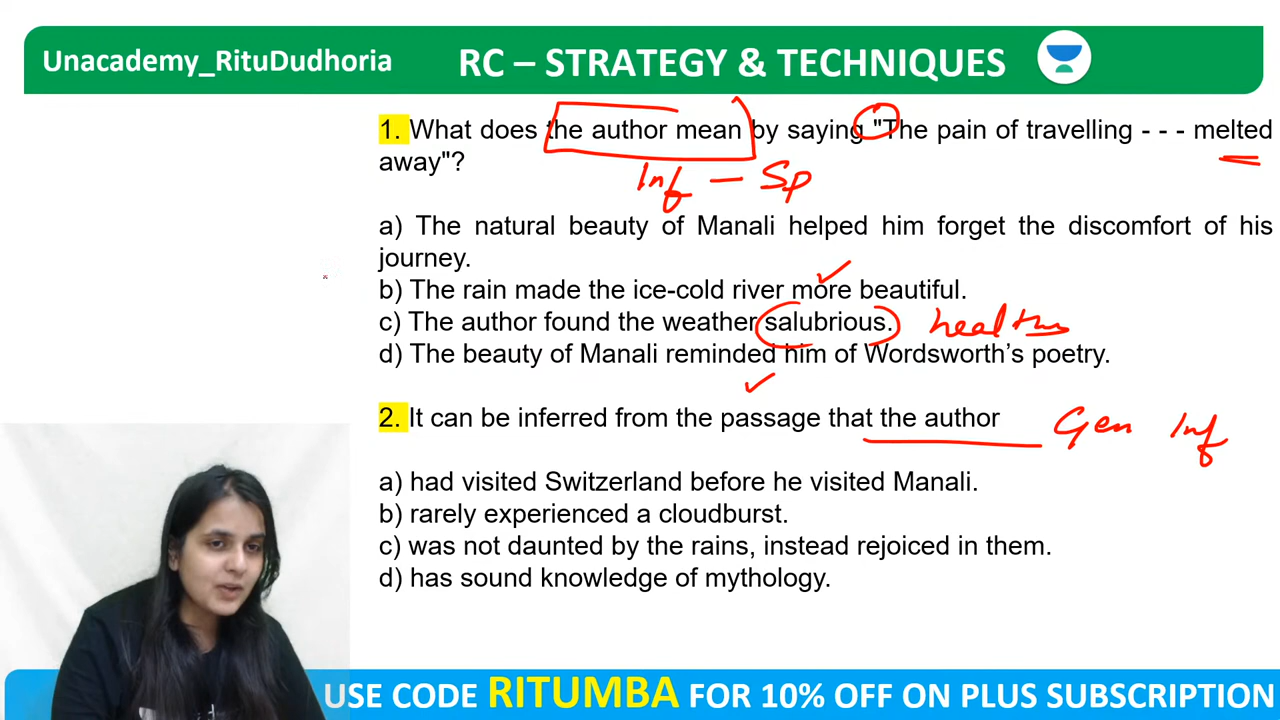 Unacademy_RituDudhoria
RC – STRATEGY & TECHNIQUES
1. What does the author mean by saying "The pain of travelling - - - melted
away"?
Inf – Sp
a) The natural beauty of Manali helped him forget the discomfort of his
journey.
b) The rain made the ice-cold river more beautiful.
c) The author found the weather salubrious.
d) The beauty of Manali reminded him of Wordsworth's poetry.
2. It can be inferred from the passage that the author
Gen Inf
a) had visited Switzerland before he visited Manali.
b) rarely experienced a cloudburst.
c) was not daunted by the rains, instead rejoiced in them.
d) has sound knowledge of mythology.
USE CODE RITUMBA FOR 10% OFF ON PLUS SUBSCRIPTION